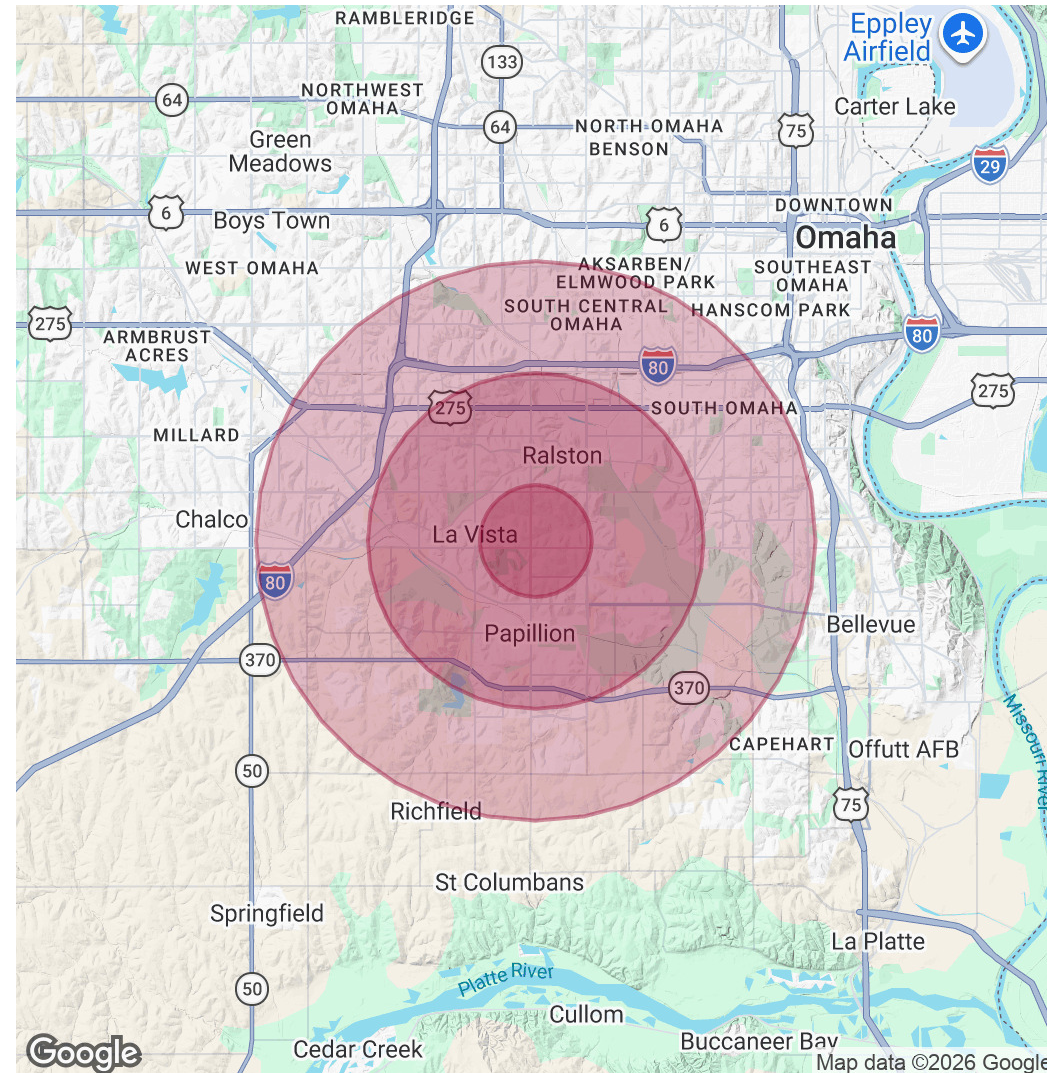 RAMBLERIDGE
Eppley
Airfield
133
64
NORTHWEST
OMAHA
Carter Lake
64
NORTH OMAHA
75
Green
Meadows
BENSON
29
6
Boys Town
DOWNTOWN
6
Omaha
WEST OMAHA
AKSARBEN/
ELMWOOD PARK
SOUTHEAST
OMAHA
SOUTH CENTRAL
OMAHA
HANSCOM PARK
275
ARMBRUST
ACRES
80
80
275
275
SOUTH OMAHA
MILLARD
Ralston
Chalco
La Vista
80
Bellevue
Papillion
370
370
Missouri River
CAPEHART
Offutt AFB
50
75
Richfield
St Columbans
Springfield
La Platte
Platte River
50
Cullom
Cedar Creek
Buccaneer Bay
Google
Map data ©2026 Google